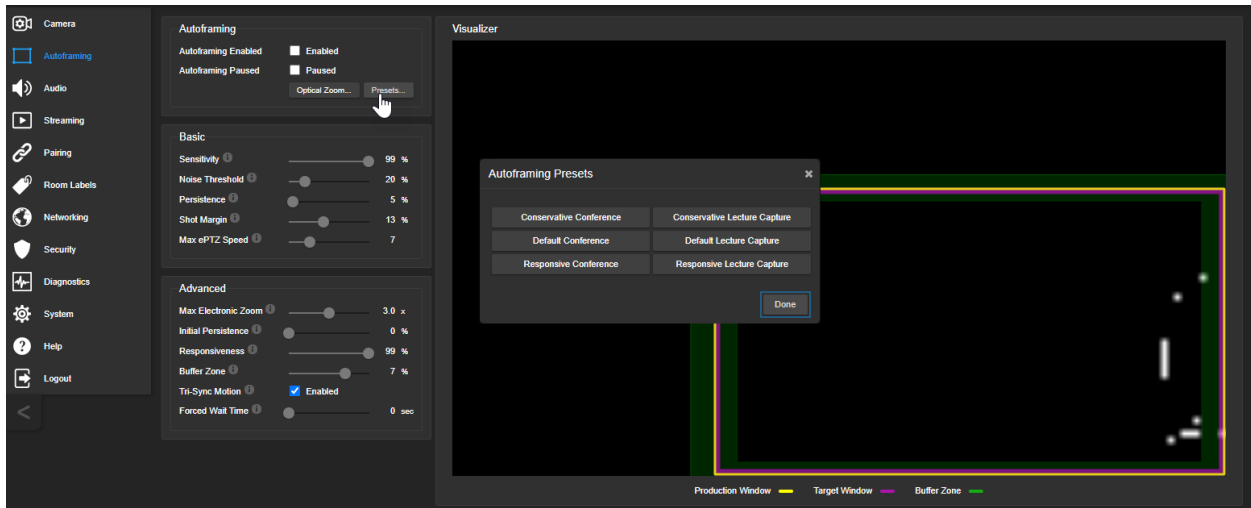 Camera
Autoframing
Audio
Streaming
Pairing
Room Labels
Networking
Security
Diagnostics
System
Help
Logout
<
Autoframing
Autoframing Enabled Enabled
Autoframing Paused Paused
Optical Zoom... Presets...
Basic
Sensitivity 99 %
Noise Threshold 20 %
Persistence 5 %
Shot Margin 13 %
Max ePTZ Speed 7
Advanced
Max Electronic Zoom 3.0 x
Initial Persistence 0 %
Responsiveness 99 %
Buffer Zone 7 %
Tri-Sync Motion Enabled
Forced Wait Time 0 sec
Visualizer
Autoframing Presets ×
Conservative Conference Conservative Lecture Capture
Default Conference Default Lecture Capture
Responsive Conference Responsive Lecture Capture
Done
Production Window Target Window Buffer Zone